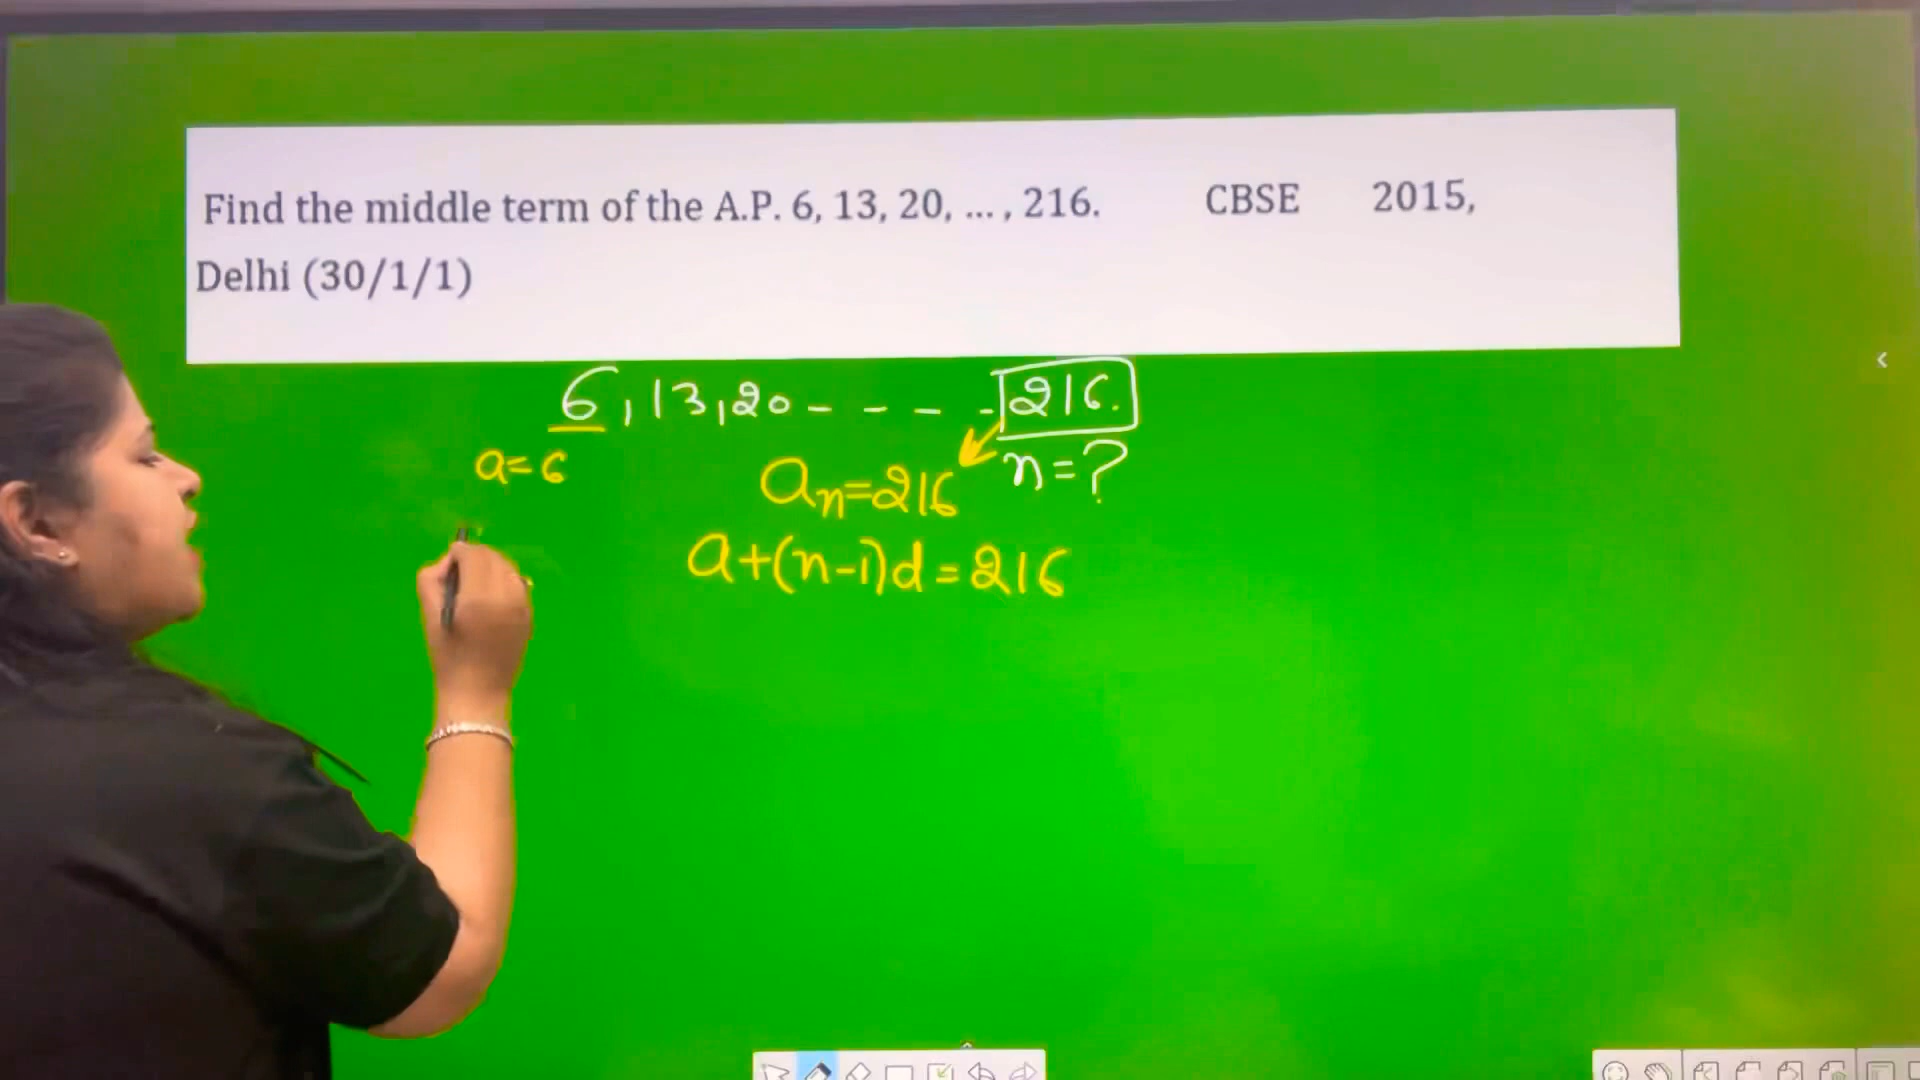 Find the middle term of the A.P. 6, 13, 20, ... , 216. CBSE 2015,
Delhi (30/1/1)
6, 13, 20 - - - - 216.
a=6
an=216
n=?
a+(n-1)d=216